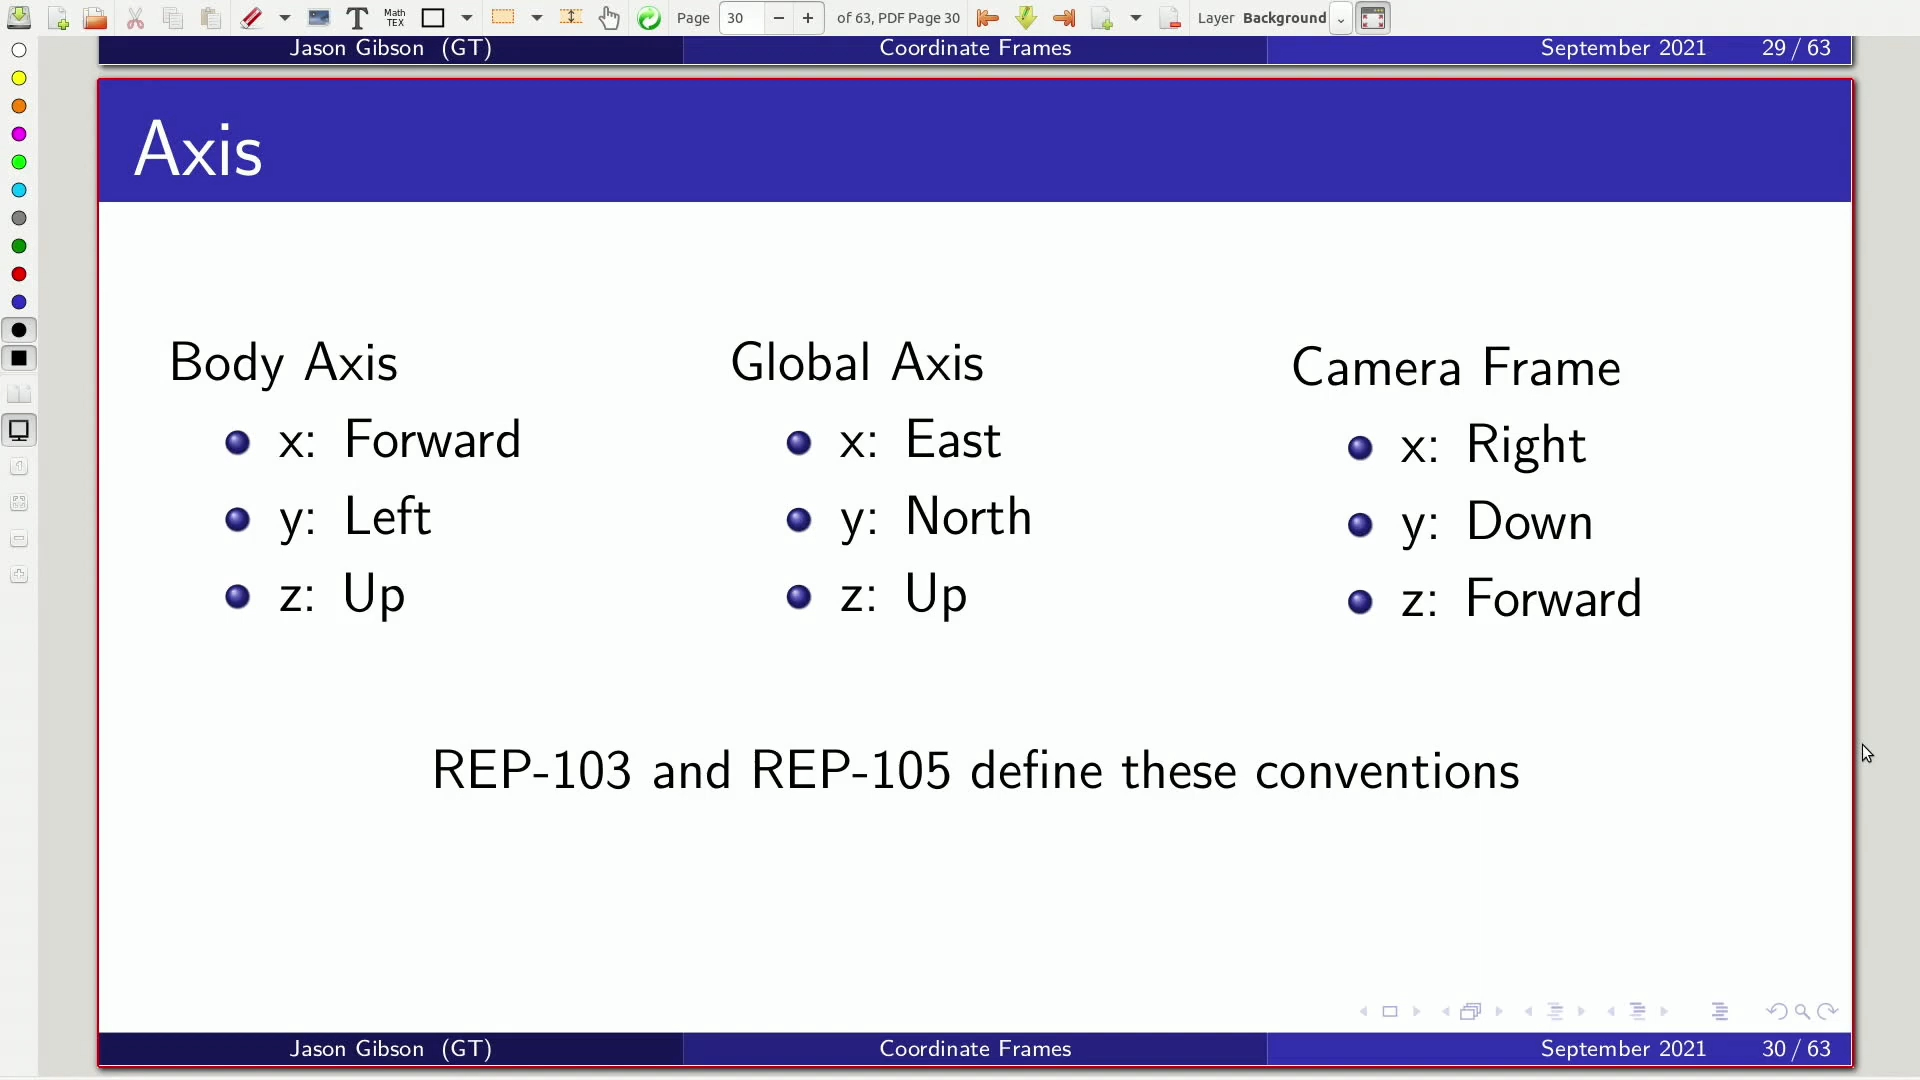 Math
TEX
Page 30 of 63, PDF Page 30 Layer Background
Jason Gibson (GT) Coordinate Frames September 2021 29 / 63
Axis
Body Axis
x: Forward
y: Left
z: Up
Global Axis
x: East
y: North
z: Up
Camera Frame
x: Right
y: Down
z: Forward
REP-103 and REP-105 define these conventions
Jason Gibson (GT) Coordinate Frames September 2021 30 / 63